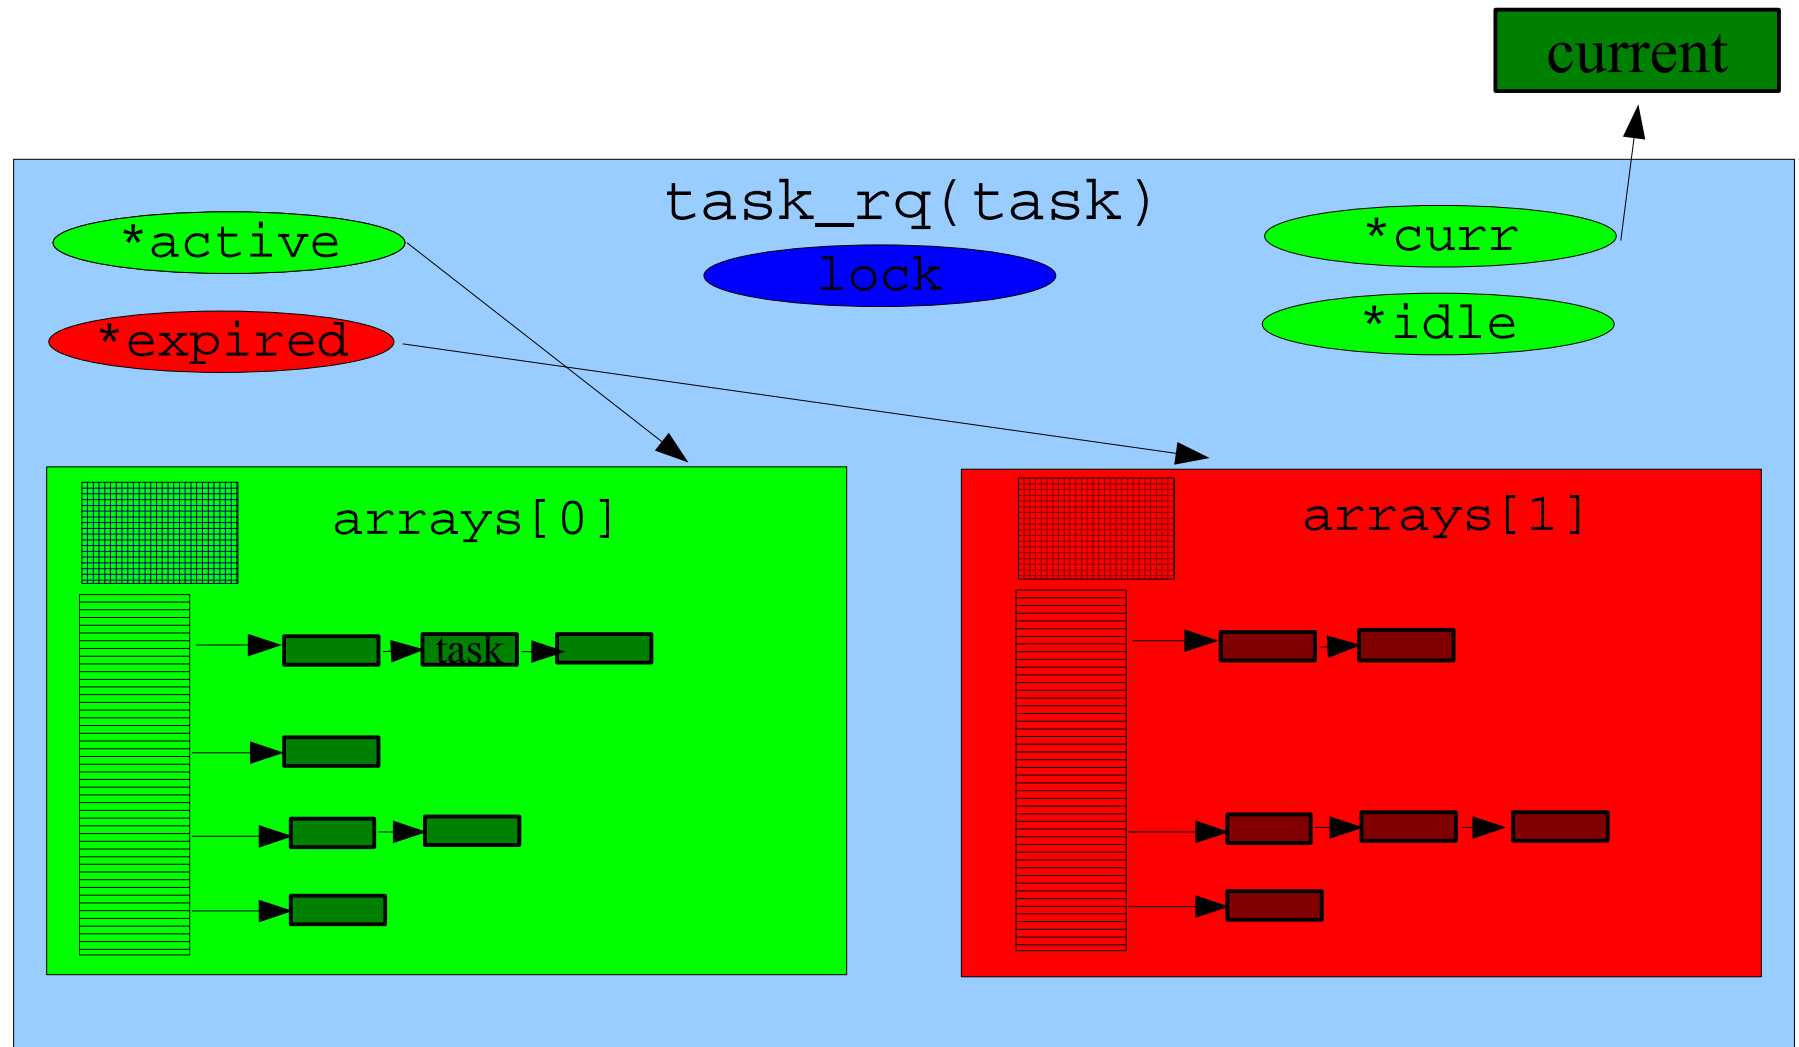 current
task_rq(task)
*active
lock
*curr
*expired
*idle
arrays[0]
arrays[1]
task